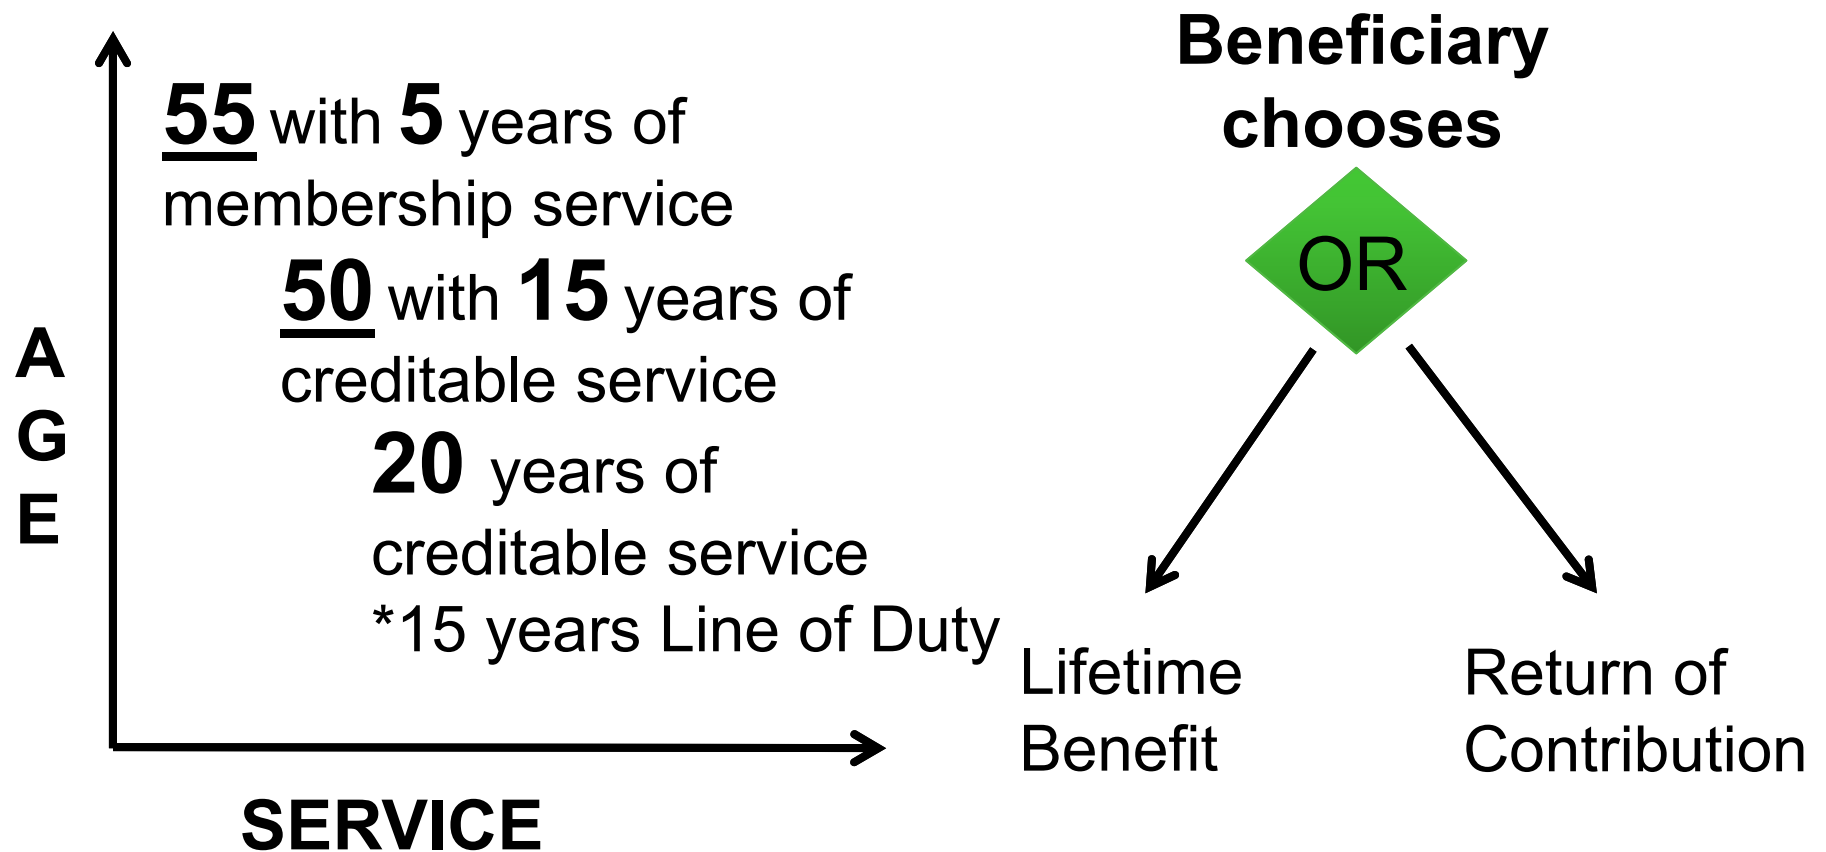 A
G
E
55 with 5 years of
membership service
50 with 15 years of
creditable service
20 years of
creditable service
*15 years Line of Duty
SERVICE
Beneficiary
chooses
OR
Lifetime
Benefit
Return of
Contribution